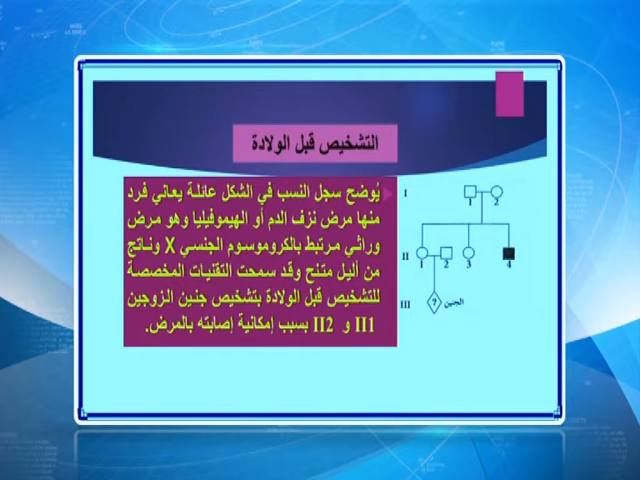 التشخيص قبل الولادة
يُوضح سجل النسب في الشكل عائلة يعاني فرد
منها مرض نزف الدم أو الهيموفيليا وهو مرض
وراثي مرتبط بالكروموسوم الجنسي X وناتج
من أليل متنح وقد سمحت التقنيات المخصصة
للتشخيص قبل الولادة بتشخيص جنين الزوجين
II1 و II2 بسبب إمكانية إصابته بالمرض.
I
1 2
II
1 2 3 4
III
? الجنين